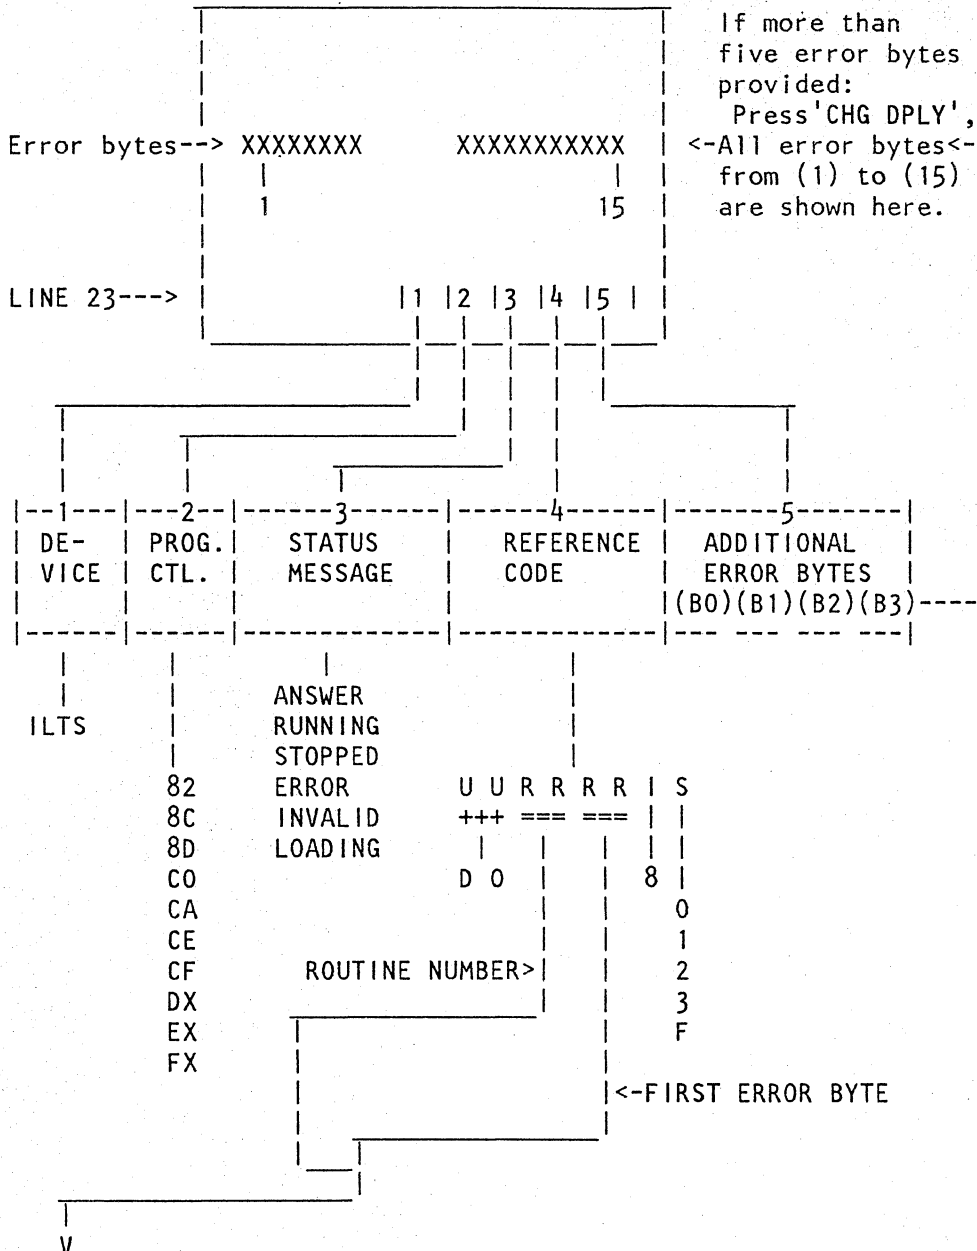 If more than
five error bytes
provided:
Press'CHG DPLY',
Error bytes--> XXXXXXXX XXXXXXXXXXX <-All error bytes<-
from (1) to (15)
1 15 are shown here.
LINE 23---> |1 |2 |3 |4 |5 |
|--1---|---2--|------3------|------4------|-------5-------|
| DE- | PROG.| STATUS | REFERENCE | ADDITIONAL |
| VICE | CTL. | MESSAGE | CODE | ERROR BYTES |
|(B0)(B1)(B2)(B3)----
|------|------|-------------|-------------|--- --- --- ---|
ANSWER
ILTS RUNNING
STOPPED
82 ERROR U U R R R R I S
8C INVALID +++ === === | |
8D LOADING
C0 D 0 8
CA 0
CE 1
CF ROUTINE NUMBER> 2
DX 3
EX F
FX
<-FIRST ERROR BYTE
V